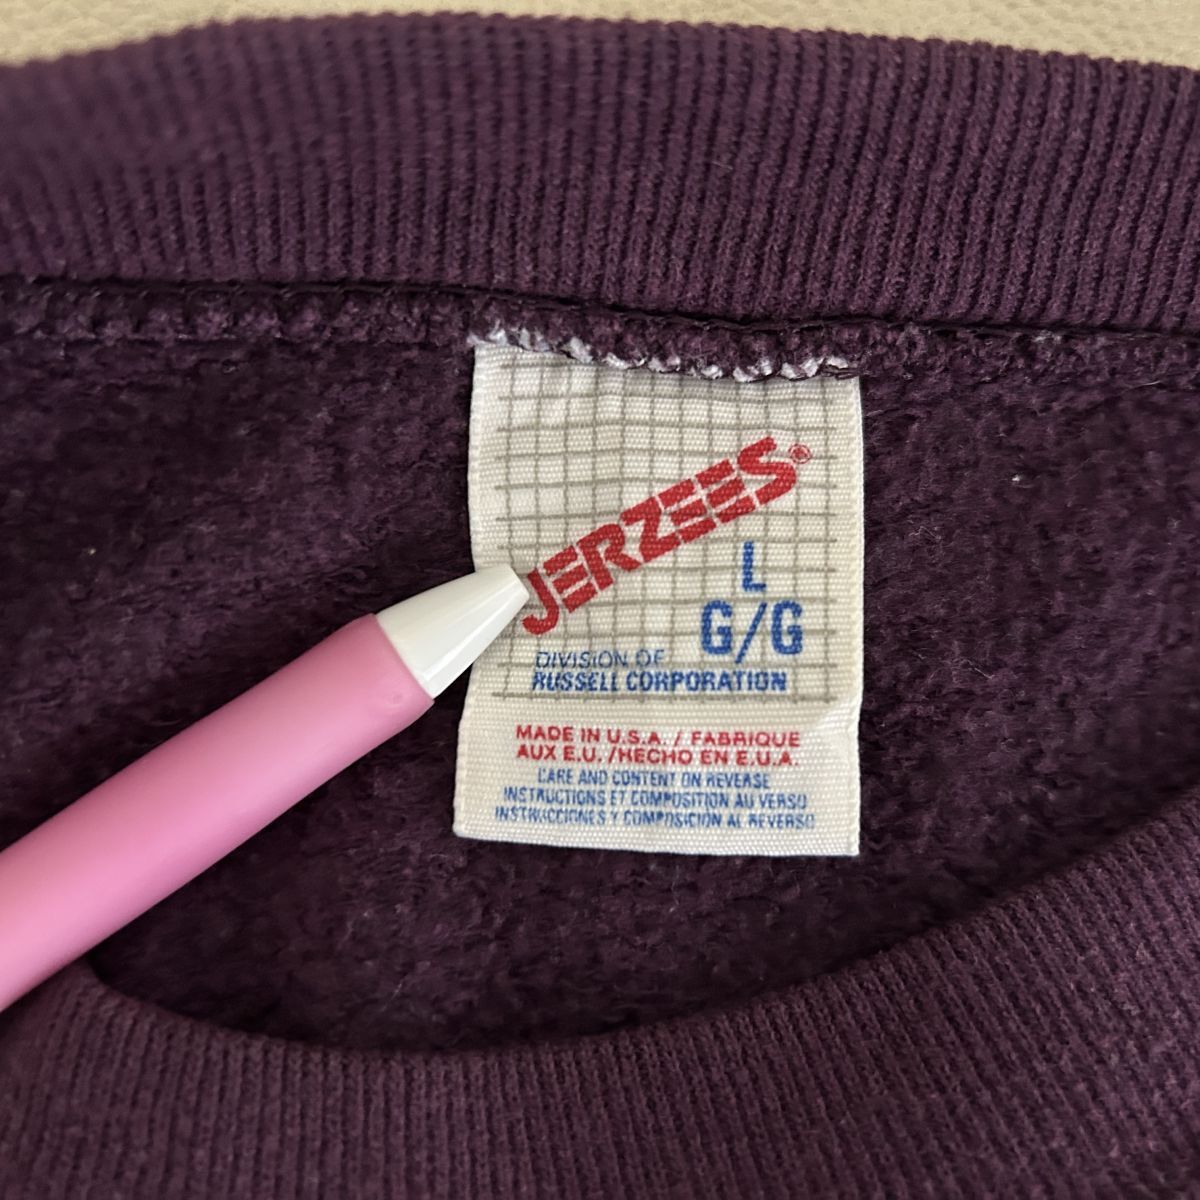 JERZEES®
L
G/G
DIVISION OF
RUSSELL CORPORATION
MADE IN U.S.A. / FABRIQUE
AUX E.U. /HECHO EN E.U.A.
CARE AND CONTENT ON REVERSE
INSTRUCTIONS ET COMPOSITION AU VERSO
INSTRUCCIONES Y COMPOSICION AL REVERSO